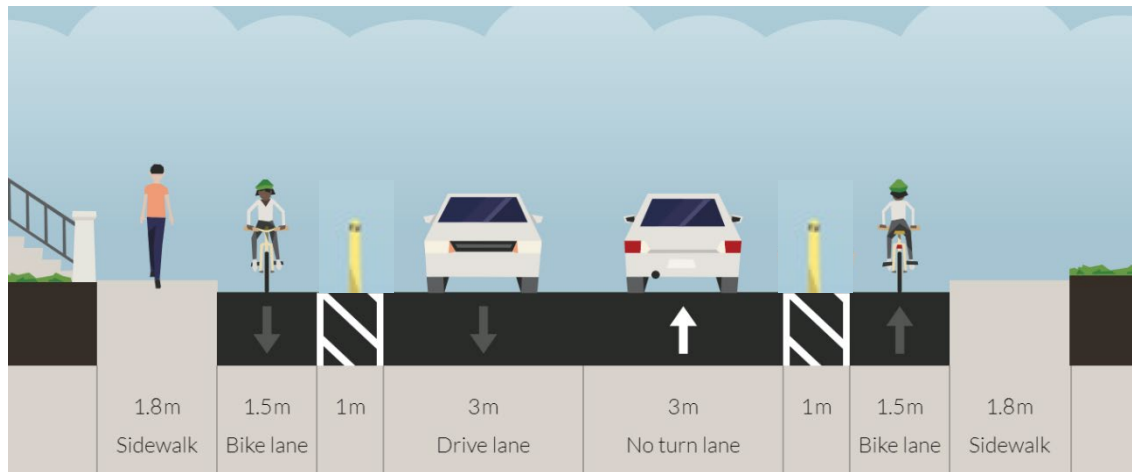 1.8m
Sidewalk
1.5m
Bike lane
1m
3m
Drive lane
3m
No turn lane
1m
1.5m
Bike lane
1.8m
Sidewalk